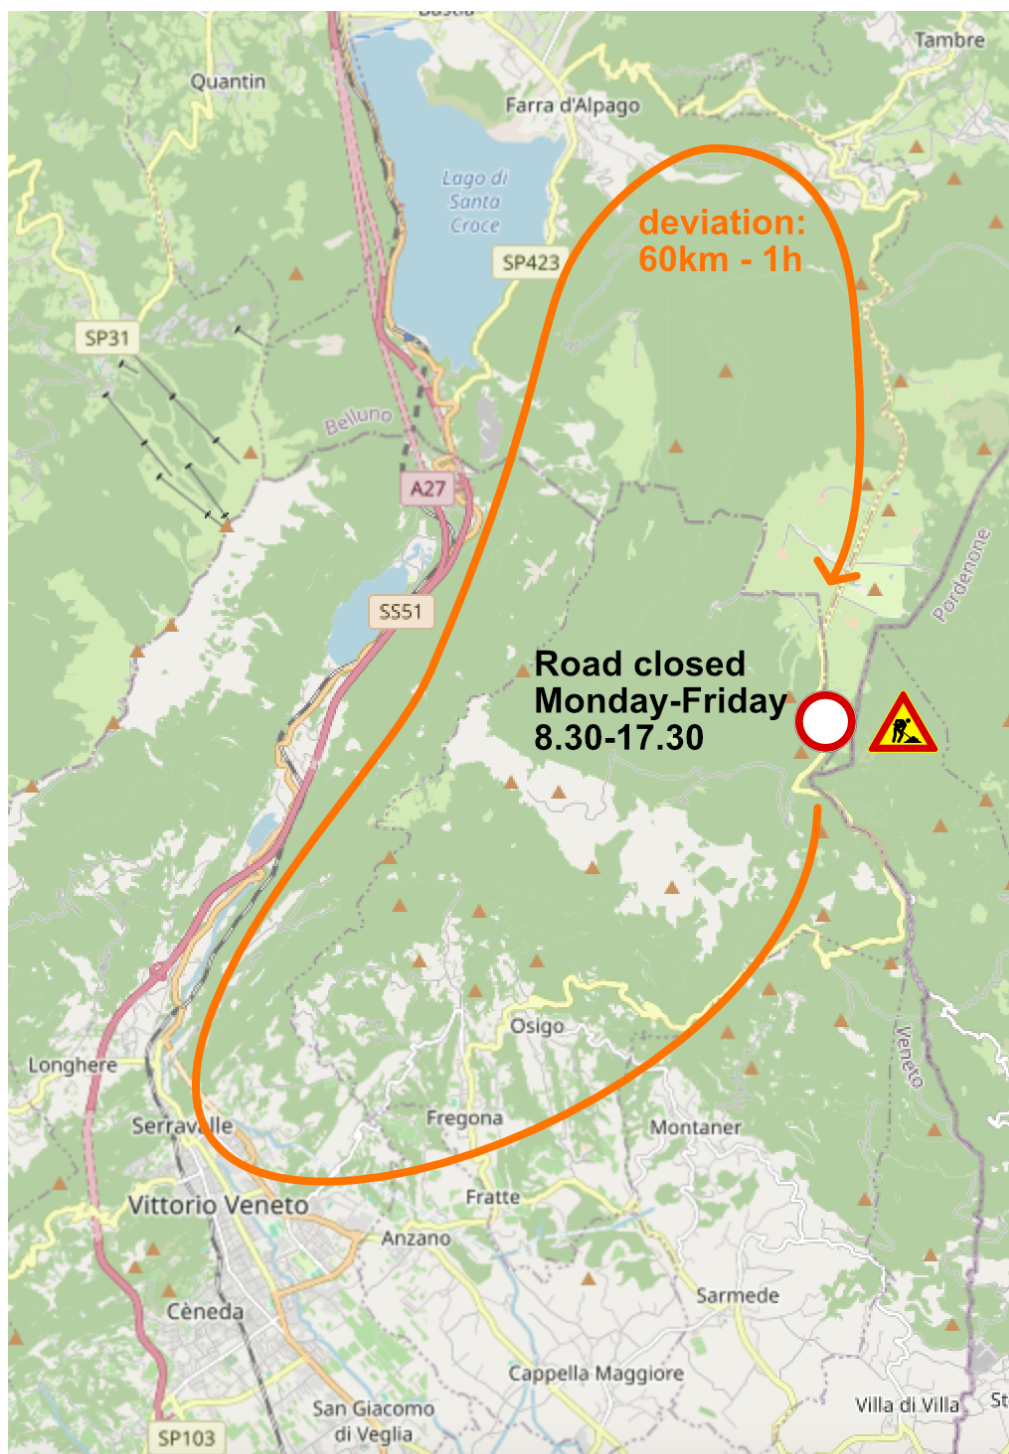 Bastia
Tambre
Quantin
Farra d'Alpago
Lago di
Santa
Croce
deviation:
60km - 1h
SP423
SP31
Belluno
A27
Pordenone
SS51
Road closed
Monday-Friday
8.30-17.30
Osigo
Veneto
Longhere
Fregona
Serravalle
Montaner
Vittorio Veneto
Fratte
Anzano
Sarmede
Cèneda
Cappella Maggiore
San Giacomo
di Veglia
Villa di Villa
St
SP103